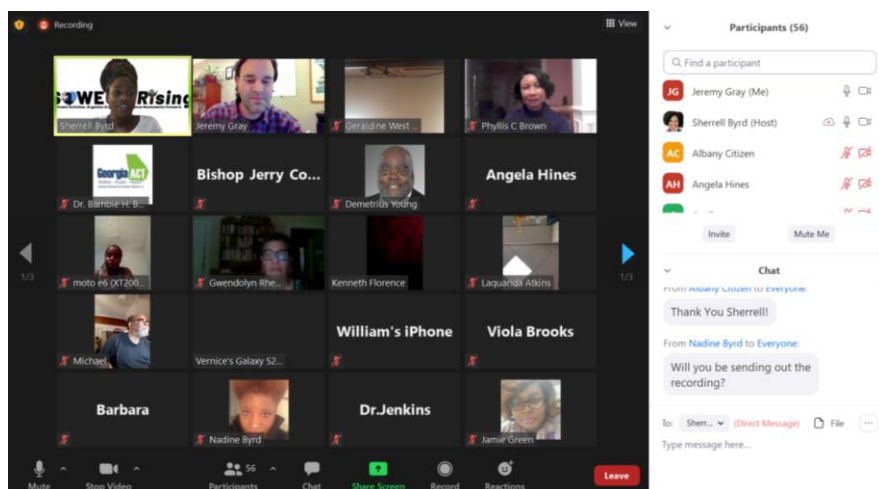 Recording
View
SOWEGA Rising
Sherrell Byrd
Jeremy Gray
Geraldine West ...
Phyllis C Brown
Georgia ACT
Dr. Bambie H. B...
Bishop Jerry Co...
Demetrius Young
Angela Hines
moto e6 (XT200...
Gwendolyn Rhe...
Kenneth Florence
Laquanda Atkins
1/3
1/3
Michael
Vernice's Galaxy S2...
William's iPhone
Viola Brooks
Barbara
Nadine Byrd
Dr.Jenkins
Jamie Green
Mute
Stop Video
56
Participants
Chat
Share Screen
Record
Reactions
Leave
Participants (56)
Find a participant
JG Jeremy Gray (Me)
Sherrell Byrd (Host)
AC Albany Citizen
AH Angela Hines
Invite
Mute Me
Chat
From Albany Citizen to Everyone:
Thank You Sherrell!
From Nadine Byrd to Everyone:
Will you be sending out the
recording?
To: Sherr... (Direct Message) File ...
Type message here...